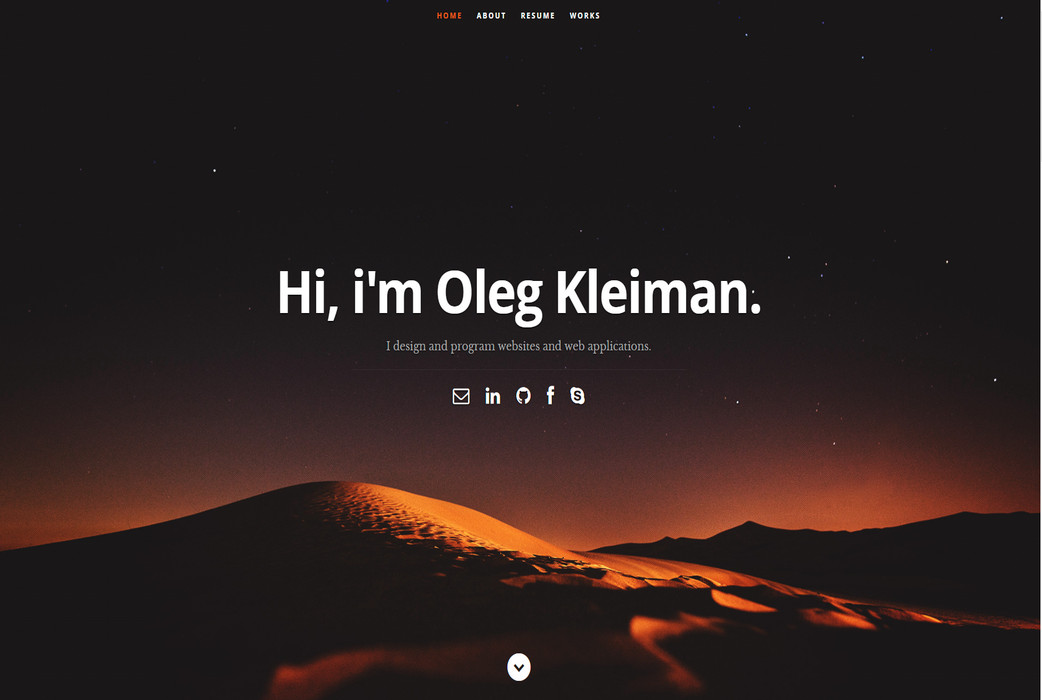 HOME ABOUT RESUME WORKS
Hi, i'm Oleg Kleiman.
I design and program websites and web applications.